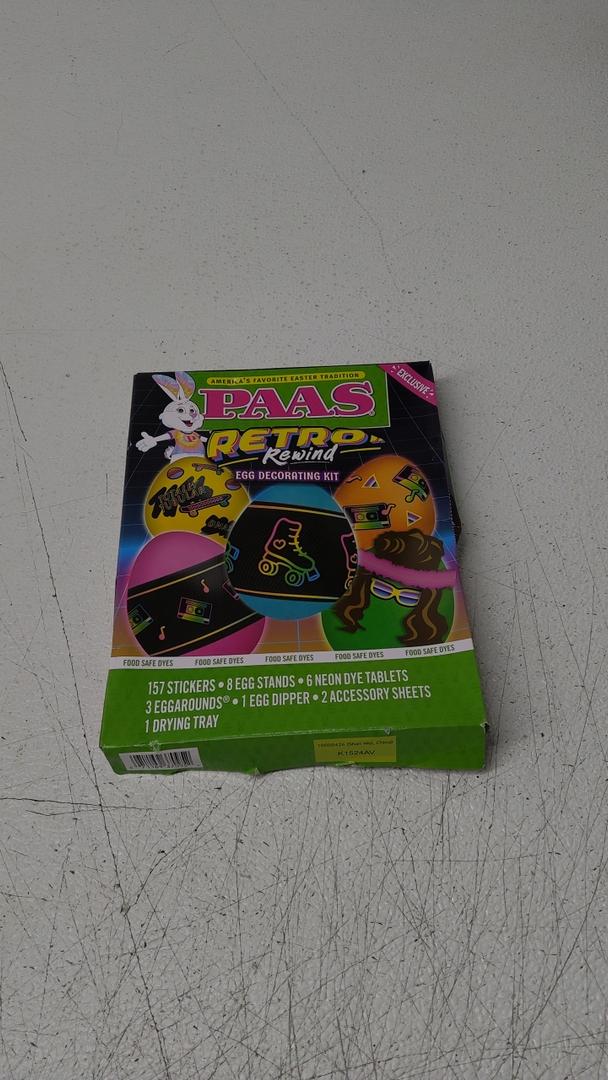 AMERICA'S FAVORITE EASTER TRADITION
EXCLUSIVE
PAAS
RETRO
Rewind
EGG DECORATING KIT
FOOD SAFE DYES FOOD SAFE DYES FOOD SAFE DYES FOOD SAFE DYES FOOD SAFE DYES
157 STICKERS • 8 EGG STANDS • 6 NEON DYE TABLETS
3 EGGAROUNDS® • 1 EGG DIPPER • 2 ACCESSORY SHEETS
1 DRYING TRAY
K1524AV